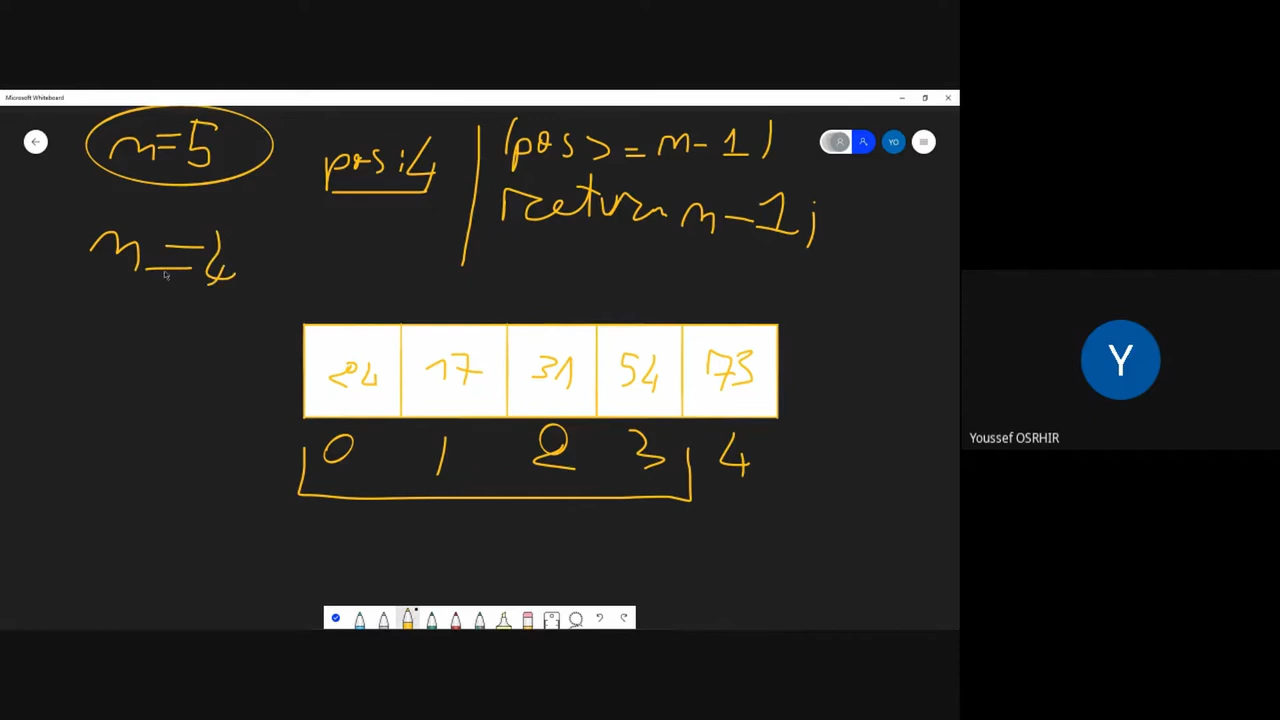 Microsoft Whiteboard
n=5
pos:4
(pos>=n-1)
return n-1;
n=4
YO
24 17 31 54 73
0 1 2 3 4
Y
Youssef OSRHIR